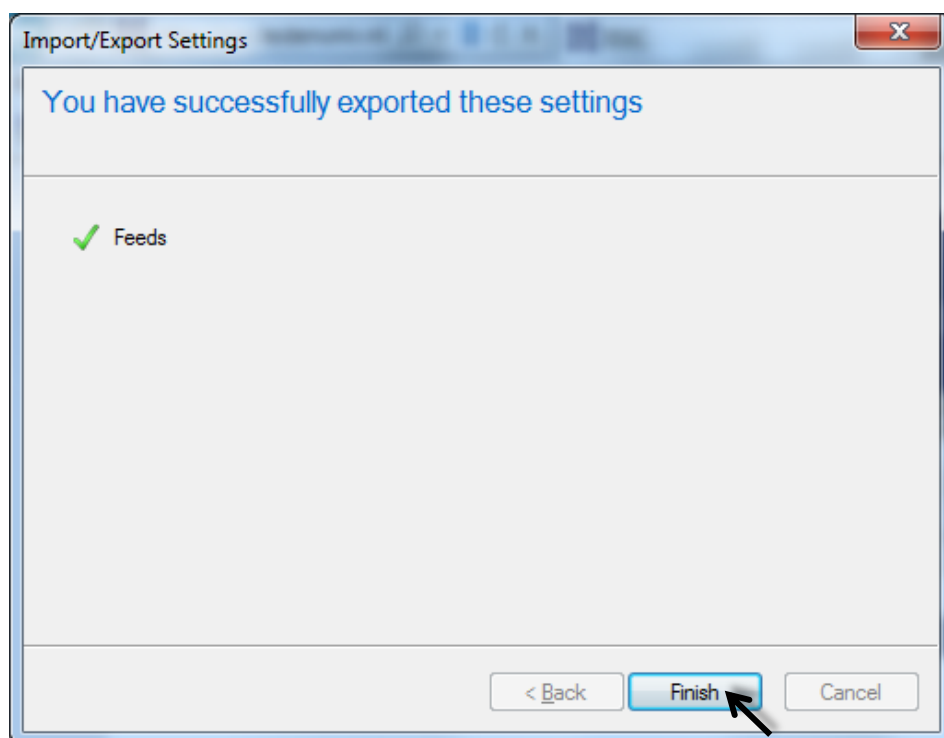 Import/Export Settings
You have successfully exported these settings
Feeds
< Back
Finish
Cancel